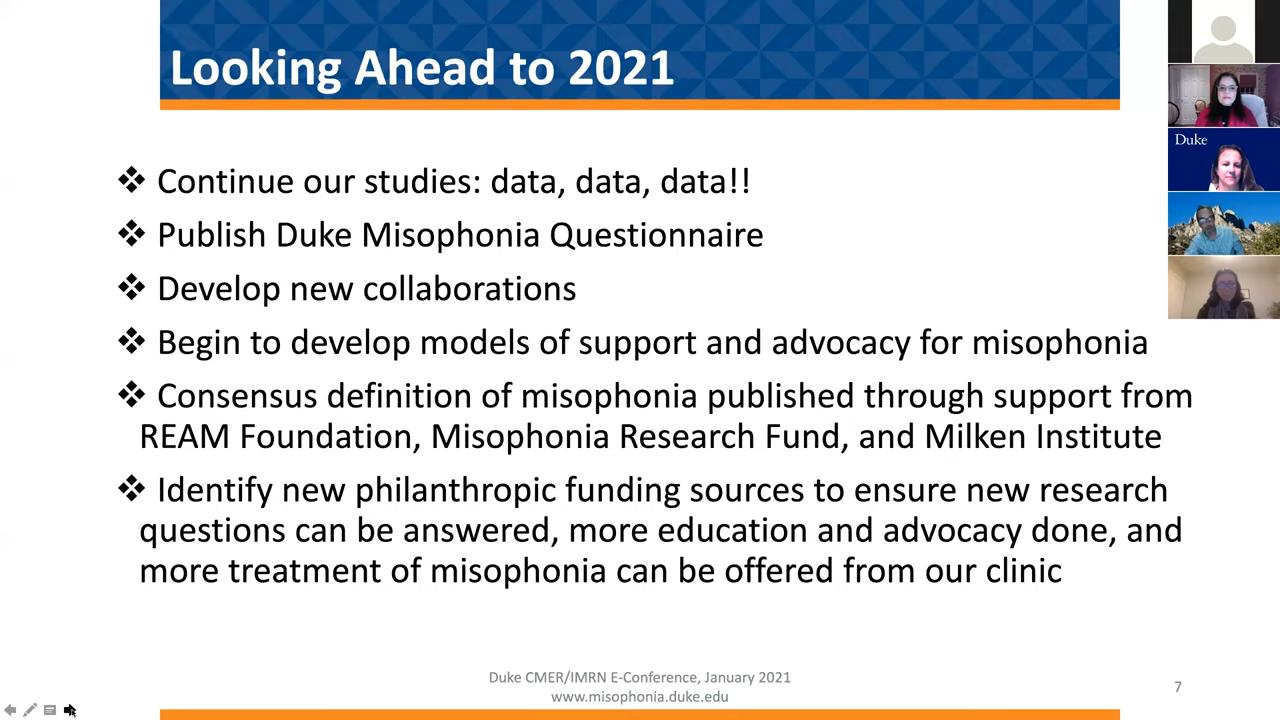 Looking Ahead to 2021
Duke
❖ Continue our studies: data, data, data!!
❖ Publish Duke Misophonia Questionnaire
❖ Develop new collaborations
❖ Begin to develop models of support and advocacy for misophonia
❖ Consensus definition of misophonia published through support from
REAM Foundation, Misophonia Research Fund, and Milken Institute
❖ Identify new philanthropic funding sources to ensure new research
questions can be answered, more education and advocacy done, and
more treatment of misophonia can be offered from our clinic
Duke CMER/IMRN E-Conference, January 2021
www.misophonia.duke.edu
7